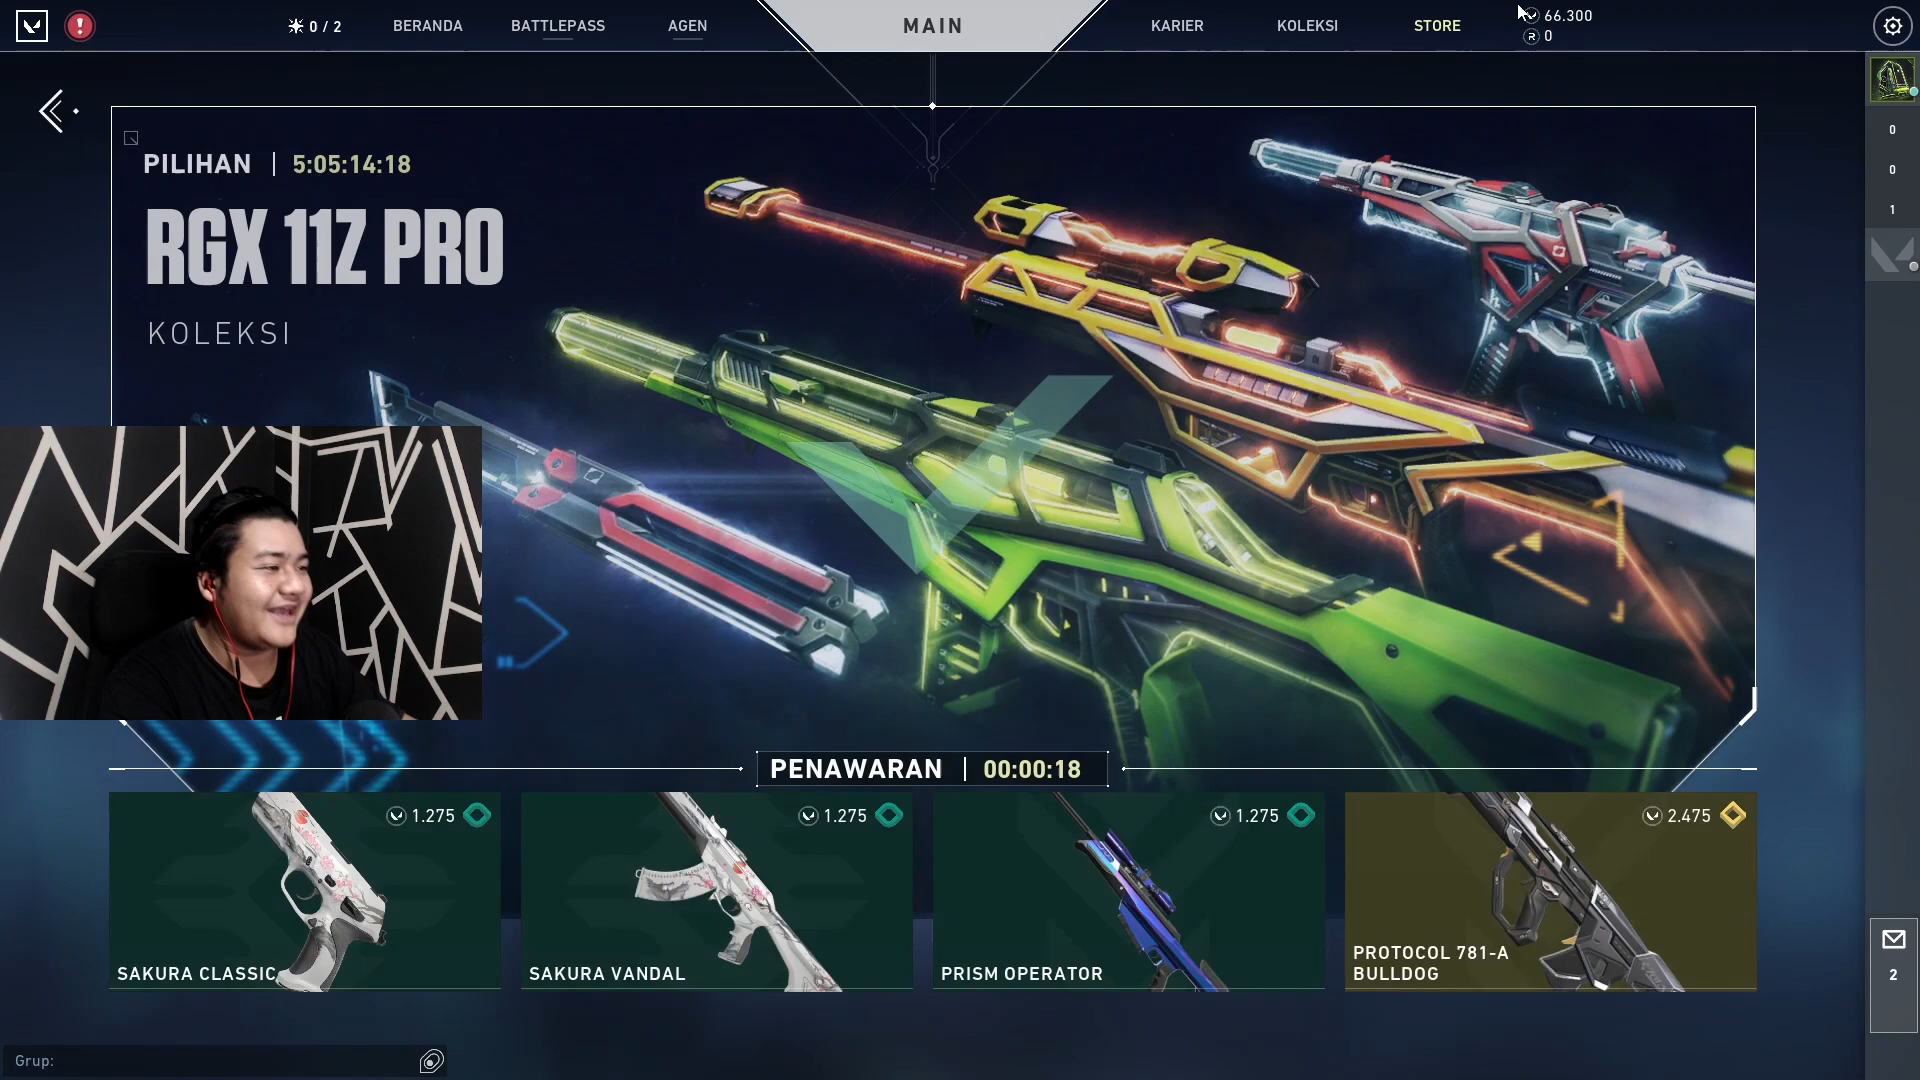 0 / 2
BERANDA
BATTLEPASS
AGEN
MAIN
KARIER
KOLEKSI
STORE
66.300
R 0
PILIHAN | 5:05:14:18
RGX 11Z PRO
KOLEKSI
0
0
1
PENAWARAN | 00:00:18
1.275
SAKURA CLASSIC
1.275
SAKURA VANDAL
1.275
PRISM OPERATOR
2.475
PROTOCOL 781-A
BULLDOG
2
Grup: